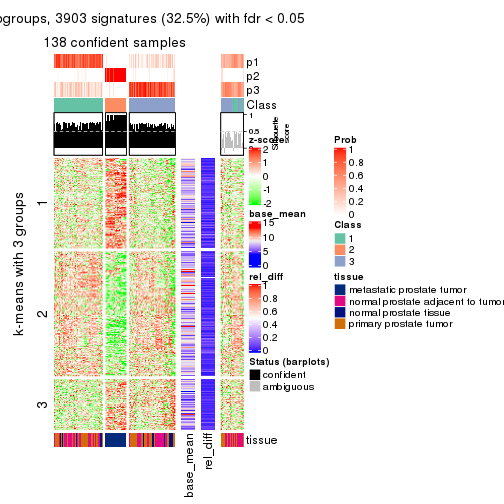 ogroups, 3903 signatures (32.5%) with fdr < 0.05
138 confident samples
p1
p2
p3
Class
1
0.5
0
Silhouette
score
z-score
2
1
0
-1
-2
base_mean
15
10
5
0
rel_diff
1
0.8
0.6
0.4
0.2
0
Status (barplots)
confident
ambiguous
Prob
1
0.8
0.6
0.4
0.2
0
Class
1
2
3
tissue
metastatic prostate tumor
normal prostate adjacent to tumor
normal prostate tissue
primary prostate tumor
k-means with 3 groups
1
2
3
tissue
base_mean
rel_diff